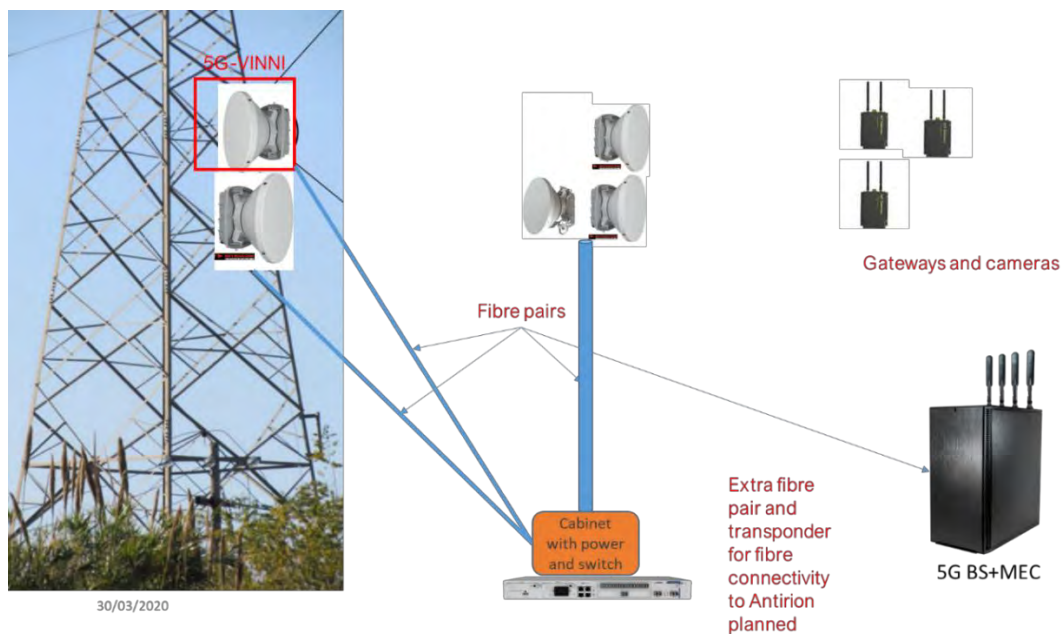 5G-VINNI
Fibre pairs
Gateways and cameras
Cabinet
with power
and switch
Extra fibre
pair and
transponder
for fibre
connectivity
to Antirion
planned
5G BS+MEC
30/03/2020